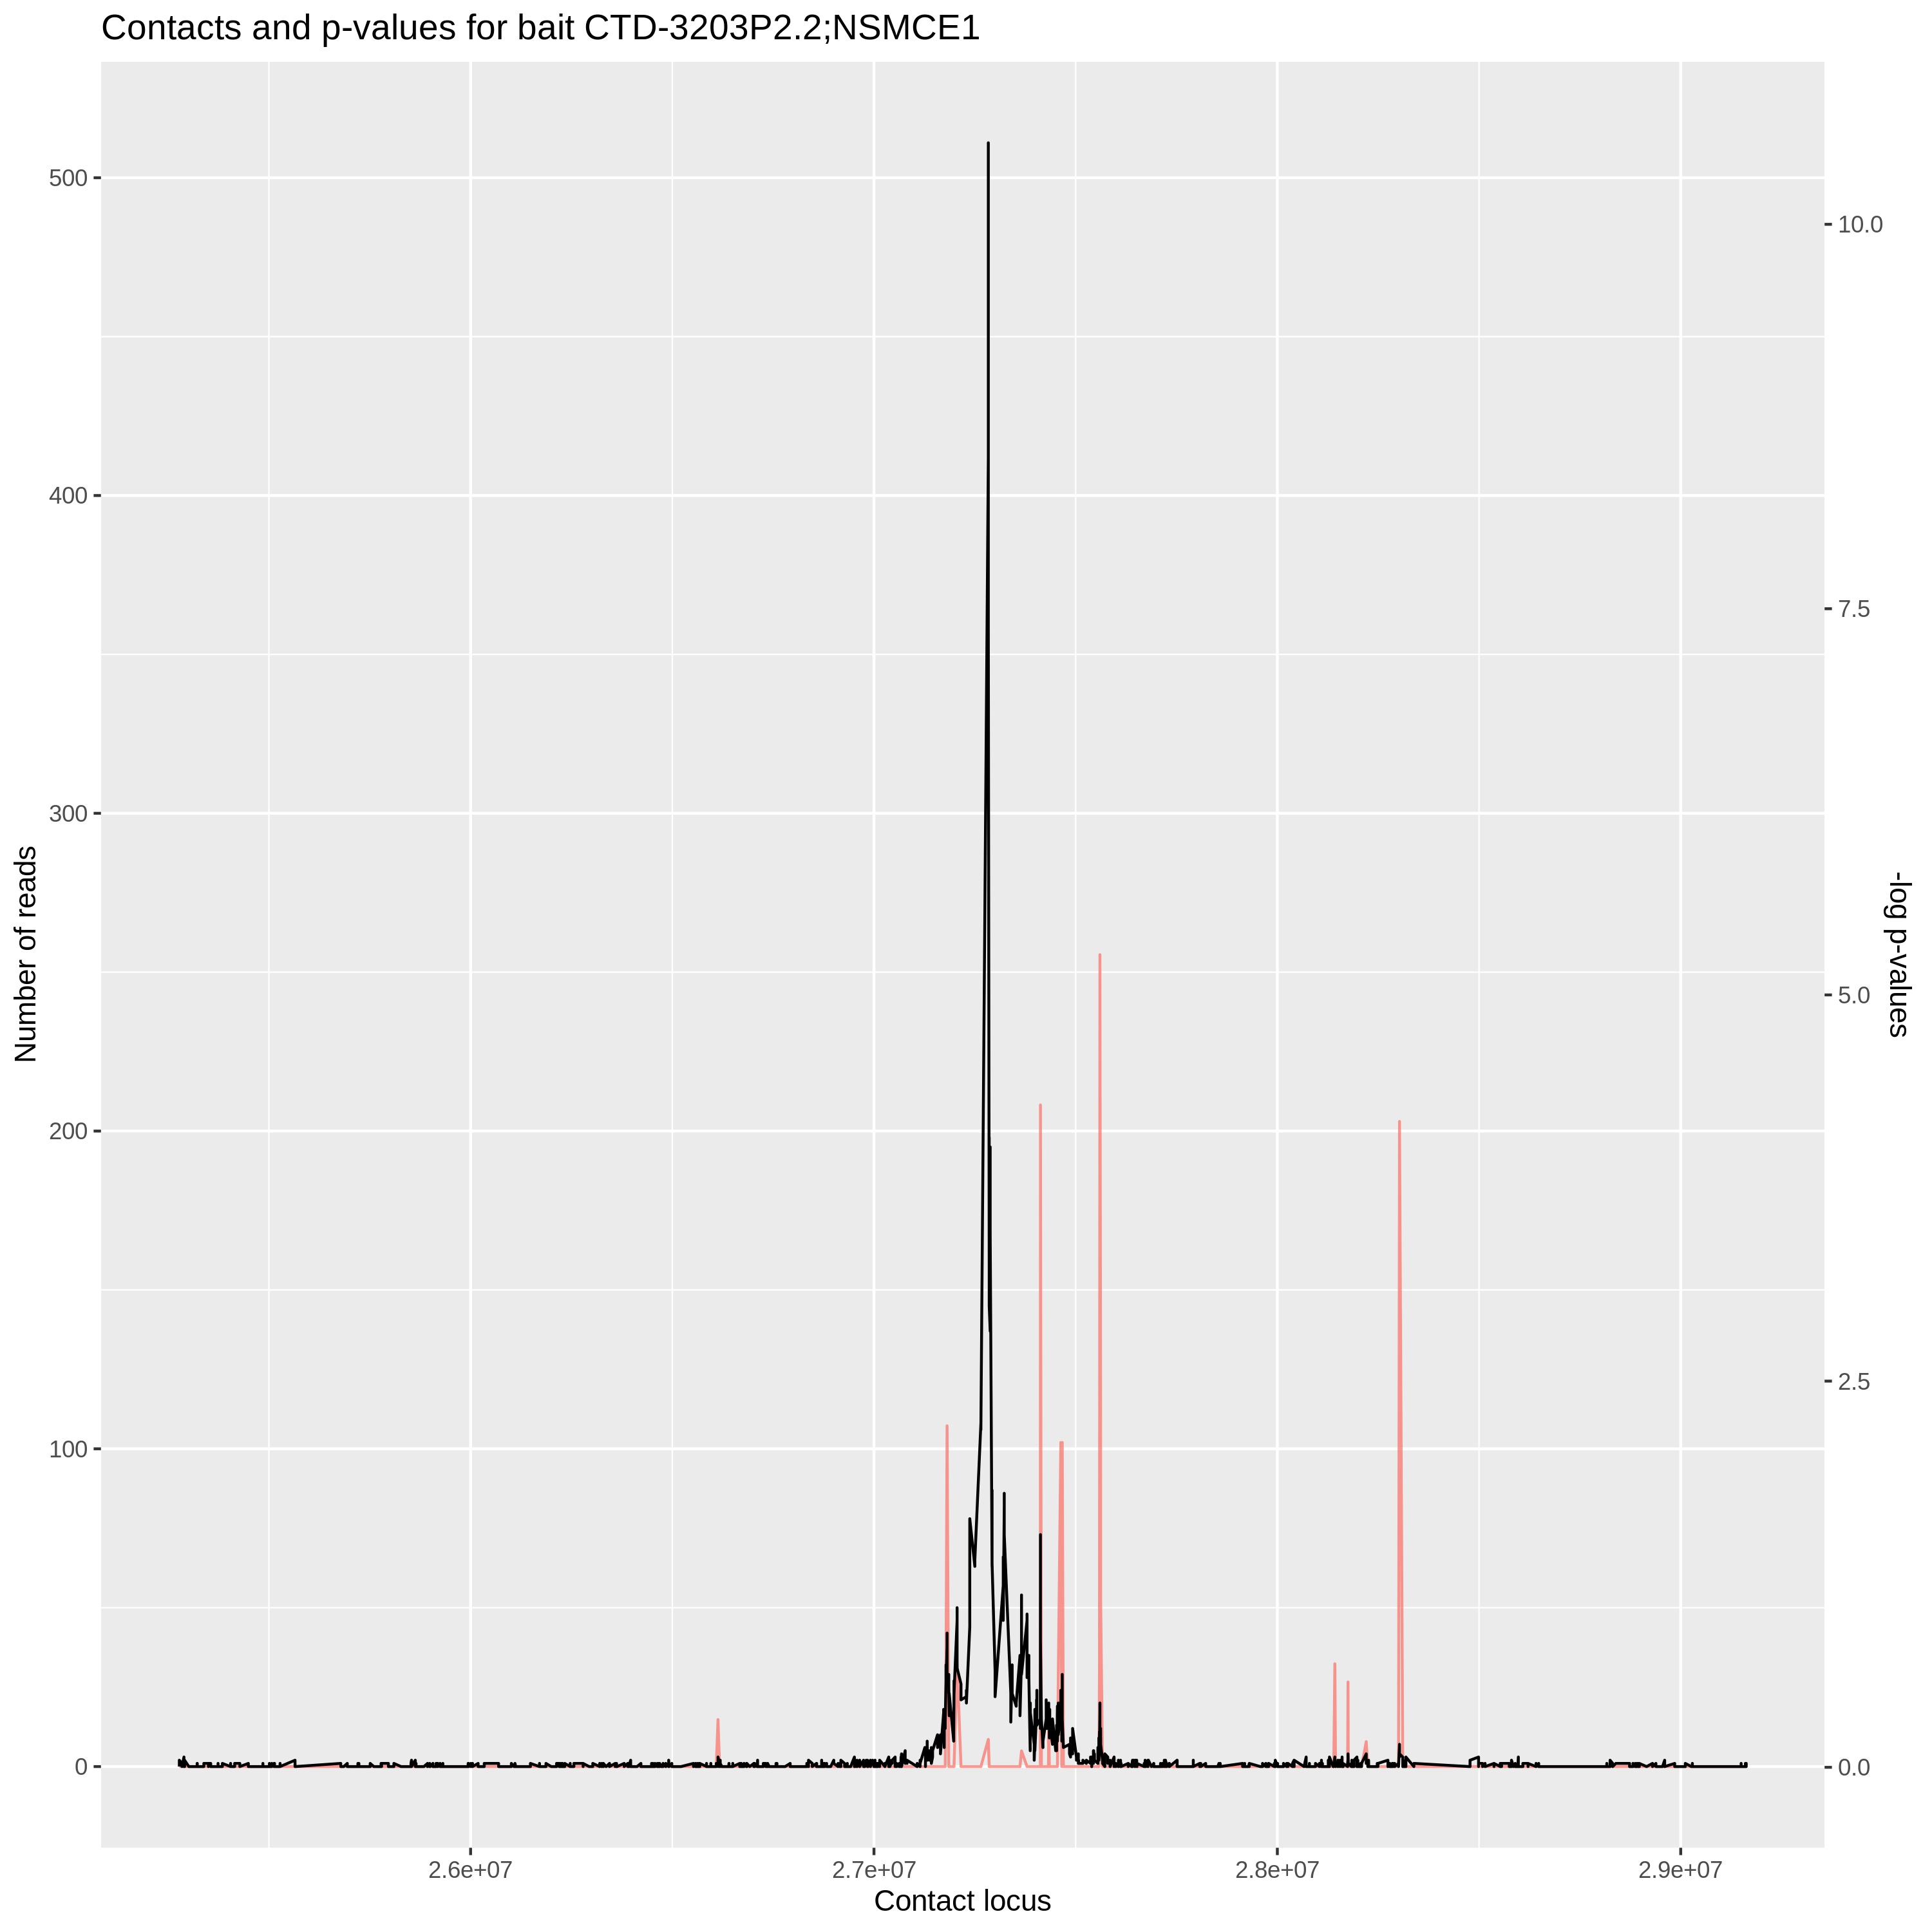 Contacts and p-values for bait CTD-3203P2.2;NSMCE1
Number of reads
500
400
300
200
100
0
10.0
7.5
5.0
2.5
0.0
-log p-values
2.6e+07 2.7e+07 2.8e+07 2.9e+07
Contact locus